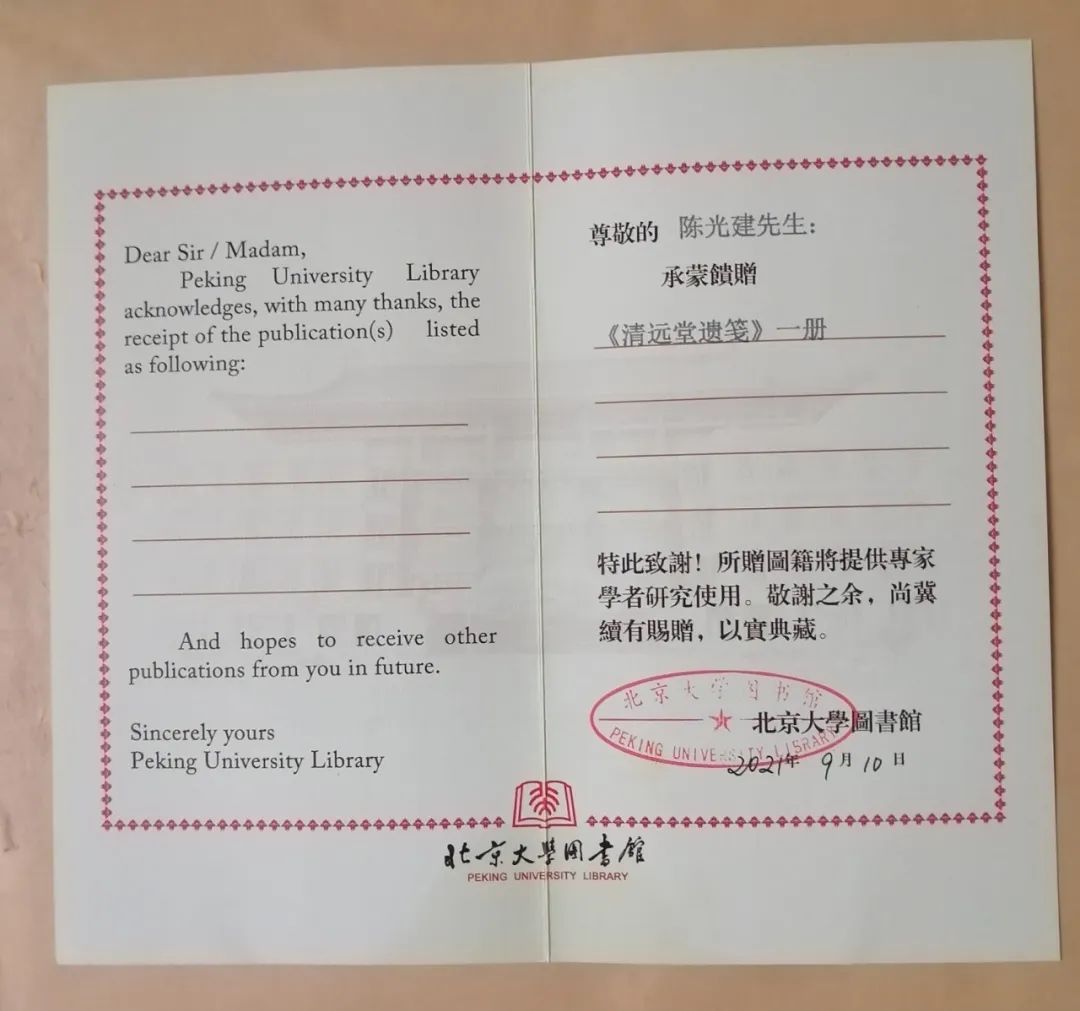 Dear Sir / Madam,
Peking University Library
acknowledges, with many thanks, the
receipt of the publication(s) listed
as following:
And hopes to receive other
publications from you in future.
Sincerely yours
Peking University Library
尊敬的 陈光建先生:
承蒙饋贈
《清远堂遗笺》一册
特此致謝！所贈圖籍將提供專家
學者研究使用。敬謝之余，尚冀
續有賜贈，以實典藏。
北京大学图书馆
北京大學圖書館
PEKING UNIVERSITY LIBRARY
2021年 9月10日
北京大學圖書館
PEKING UNIVERSITY LIBRARY